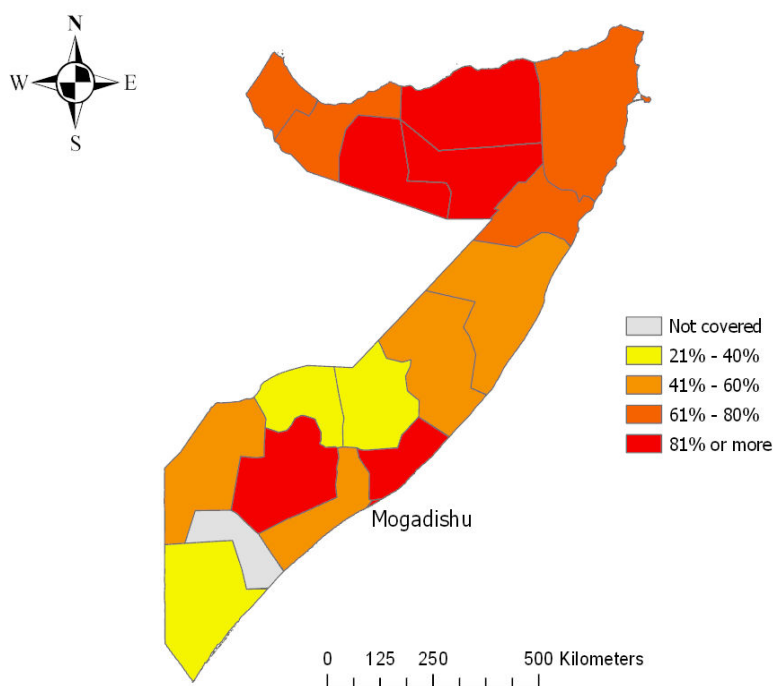 N
W E
S
Not covered
21% - 40%
41% - 60%
61% - 80%
81% or more
Mogadishu
0 125 250 500 Kilometers